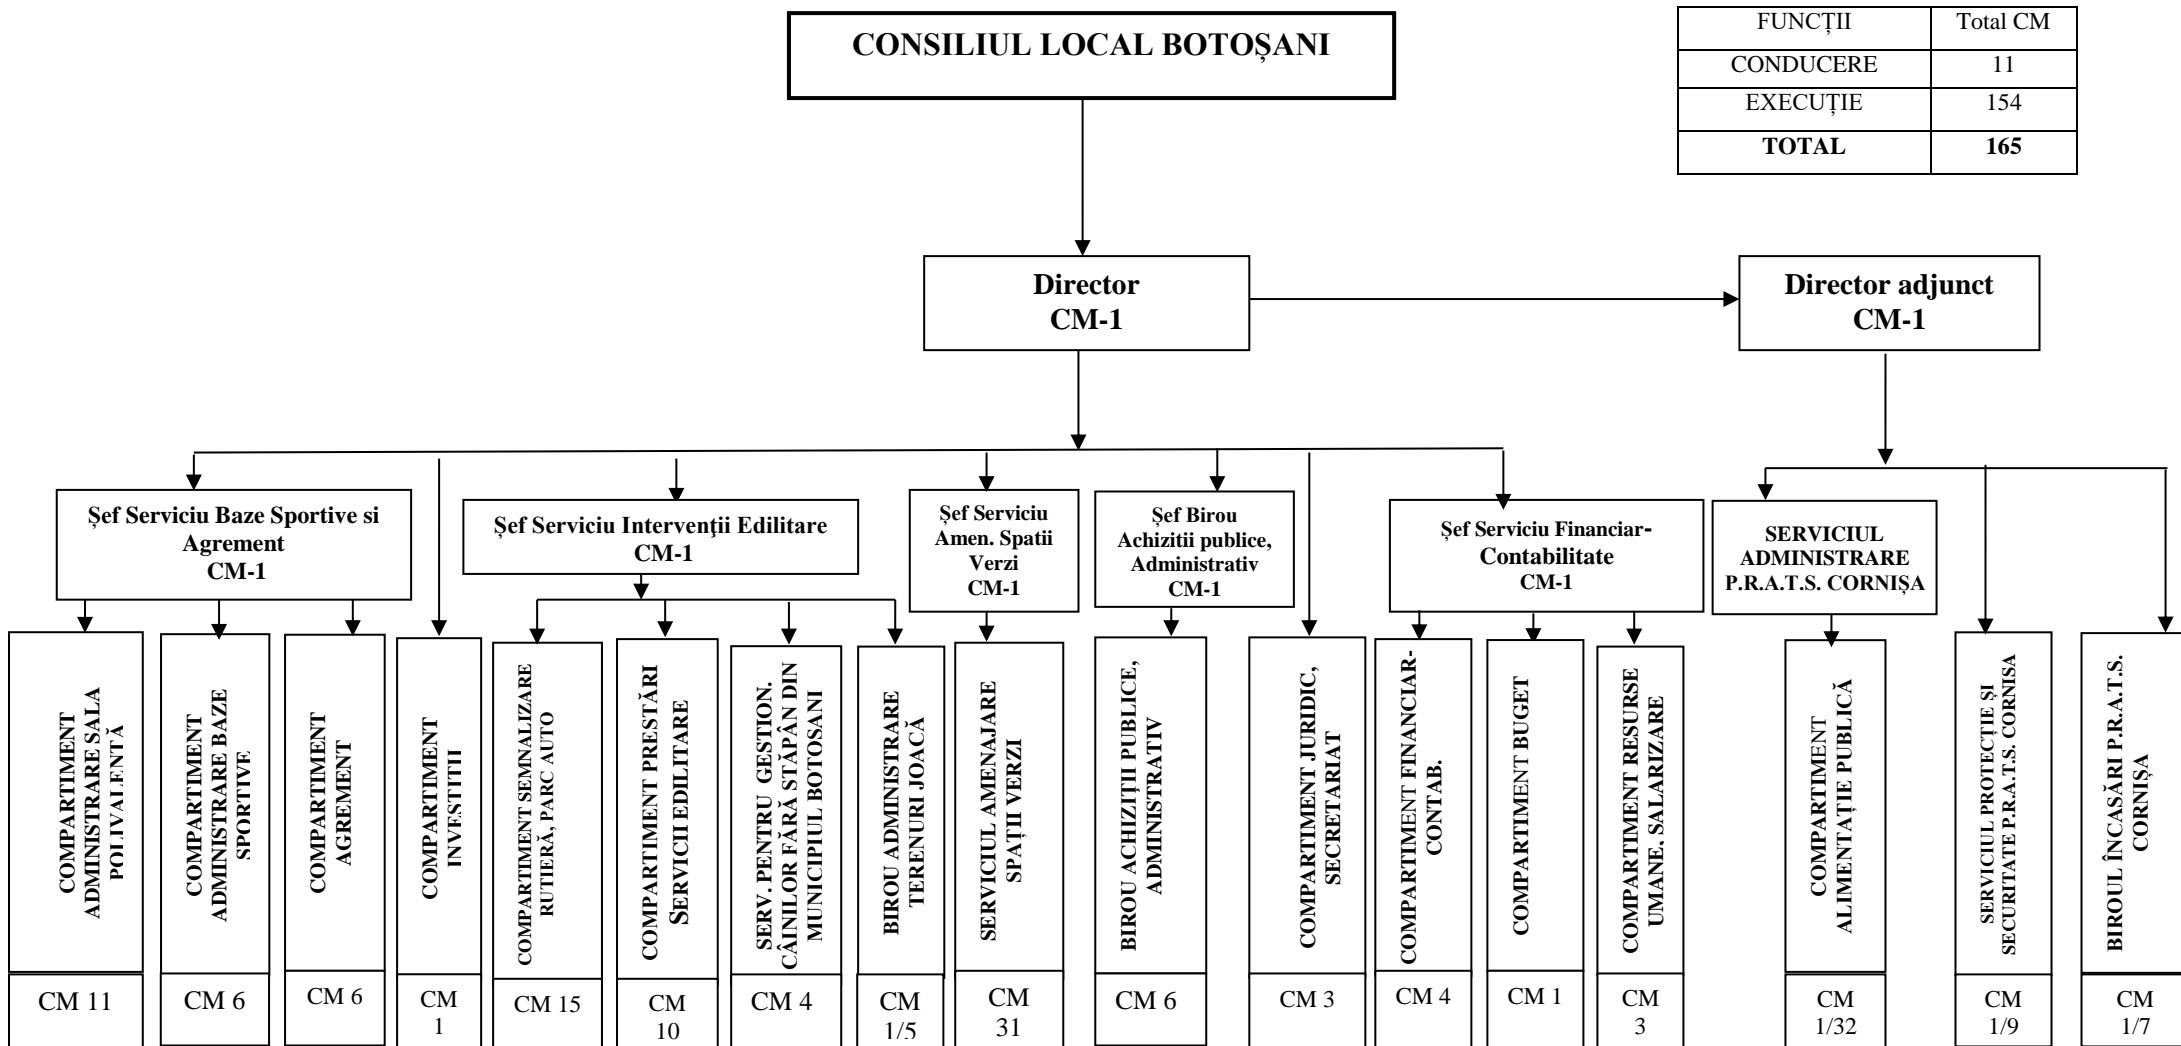 CONSILIUL LOCAL BOTOȘANI
FUNCȚII Total CM
CONDUCERE 11
EXECUȚIE 154
TOTAL 165
Director
CM-1
Director adjunct
CM-1
Șef Serviciu Baze Sportive si
Agrement
CM-1
Șef Serviciu Intervenţii Edilitare
CM-1
Șef Serviciu
Amen. Spatii
Verzi
CM-1
Șef Birou
Achizitii publice,
Administrativ
CM-1
Șef Serviciu Financiar-
Contabilitate
CM-1
SERVICIUL
ADMINISTRARE
P.R.A.T.S. CORNIȘA
COMPARTIMENT
ADMINISTRARE SALA
POLIVALENTĂ
CM 11
COMPARTIMENT
ADMINISTRARE BAZE
SPORTIVE
CM 6
COMPARTIMENT
AGREMENT
CM 6
COMPARTIMENT
INVESTITII
CM
1
COMPARTIMENT SEMNALIZARE
RUTIERĂ, PARC AUTO
CM 15
COMPARTIMENT PRESTĂRI
SERVICII EDILITARE
CM
10
SERV. PENTRU GESTION.
CÂINILOR FĂRĂ STĂPÂN DIN
MUNICIPIUL BOTOSANI
CM 4
BIROU ADMINISTRARE
TERENURI JOACĂ
CM
1/5
SERVICIUL AMENAJARE
SPAȚII VERZI
CM
31
BIROU ACHIZIȚII PUBLICE,
ADMINISTRATIV
CM 6
COMPARTIMENT JURIDIC,
SECRETARIAT
CM 3
COMPARTIMENT FINANCIAR-
CONTAB.
CM 4
COMPARTIMENT BUGET
CM 1
COMPARTIMENT RESURSE
UMANE, SALARIZARE
CM
3
COMPARTIMENT
ALIMENTAȚIE PUBLICĂ
CM
1/32
SERVICIUL PROTECȚIE ȘI
SECURITATE P.R.A.T.S. CORNISA
CM
1/9
BIROUL ÎNCASĂRI P.R.A.T.S.
CORNIȘA
CM
1/7